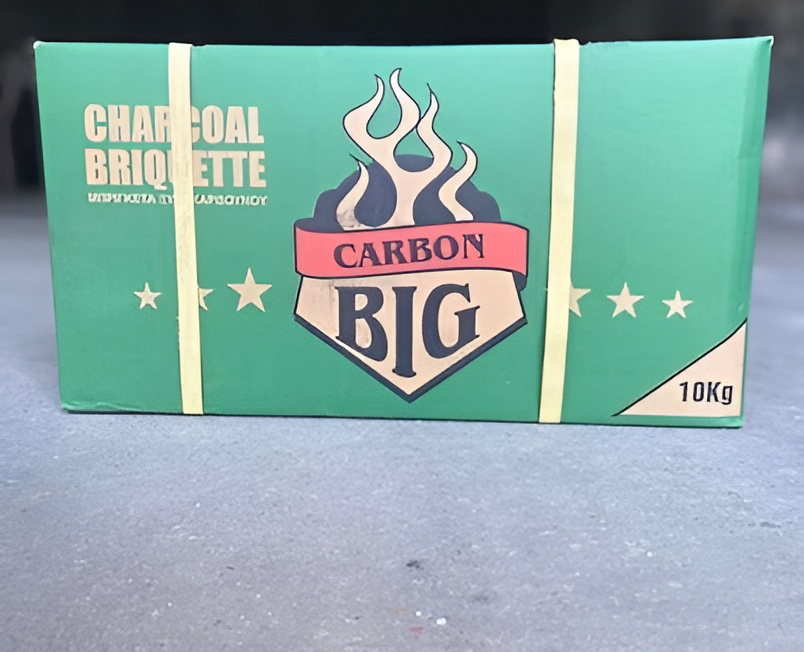 CHARCOAL
BRIQUETTE
CARBON
BIG
10Kg